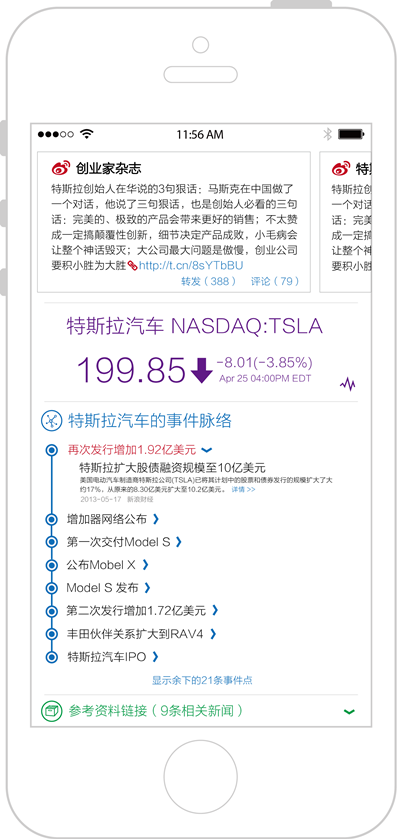 11:56 AM
创业家杂志
特斯拉创始人在华说的3句狠话：马斯克在中国做了
一个对话，他说了三句狠话，也是创始人必看的三句
话：完美的、极致的产品会带来更好的销售；不太赞
成一定搞颠覆性创新，细节决定产品成败，小毛病会
让整个神话毁灭；大公司最大问题是傲慢，创业公司
要积小胜为大胜 http://t.cn/8sYTbBU
转发（388） 评论（79）
特斯拉创
一个对话
话：完美
成一定搞
让整个神
要积小胜
特斯拉汽车 NASDAQ:TSLA
199.85 -8.01(-3.85%)
Apr 25 04:00PM EDT
特斯拉汽车的事件脉络
再次发行增加1.92亿美元
特斯拉扩大股债融资规模至10亿美元
美国电动汽车制造商特斯拉公司(TSLA)已将其计划中的股票和债券发行的规模扩大了大
约17%，从原来的8.30亿美元扩大至10.2亿美元。 详情 >>
2013-05-17 新浪财经
增加器网络公布
第一次交付Model S
公布Mobel X
Model S 发布
第二次发行增加1.72亿美元
丰田伙伴关系扩大到RAV4
特斯拉汽车IPO
显示余下的21条事件点
参考资料链接（9条相关新闻）